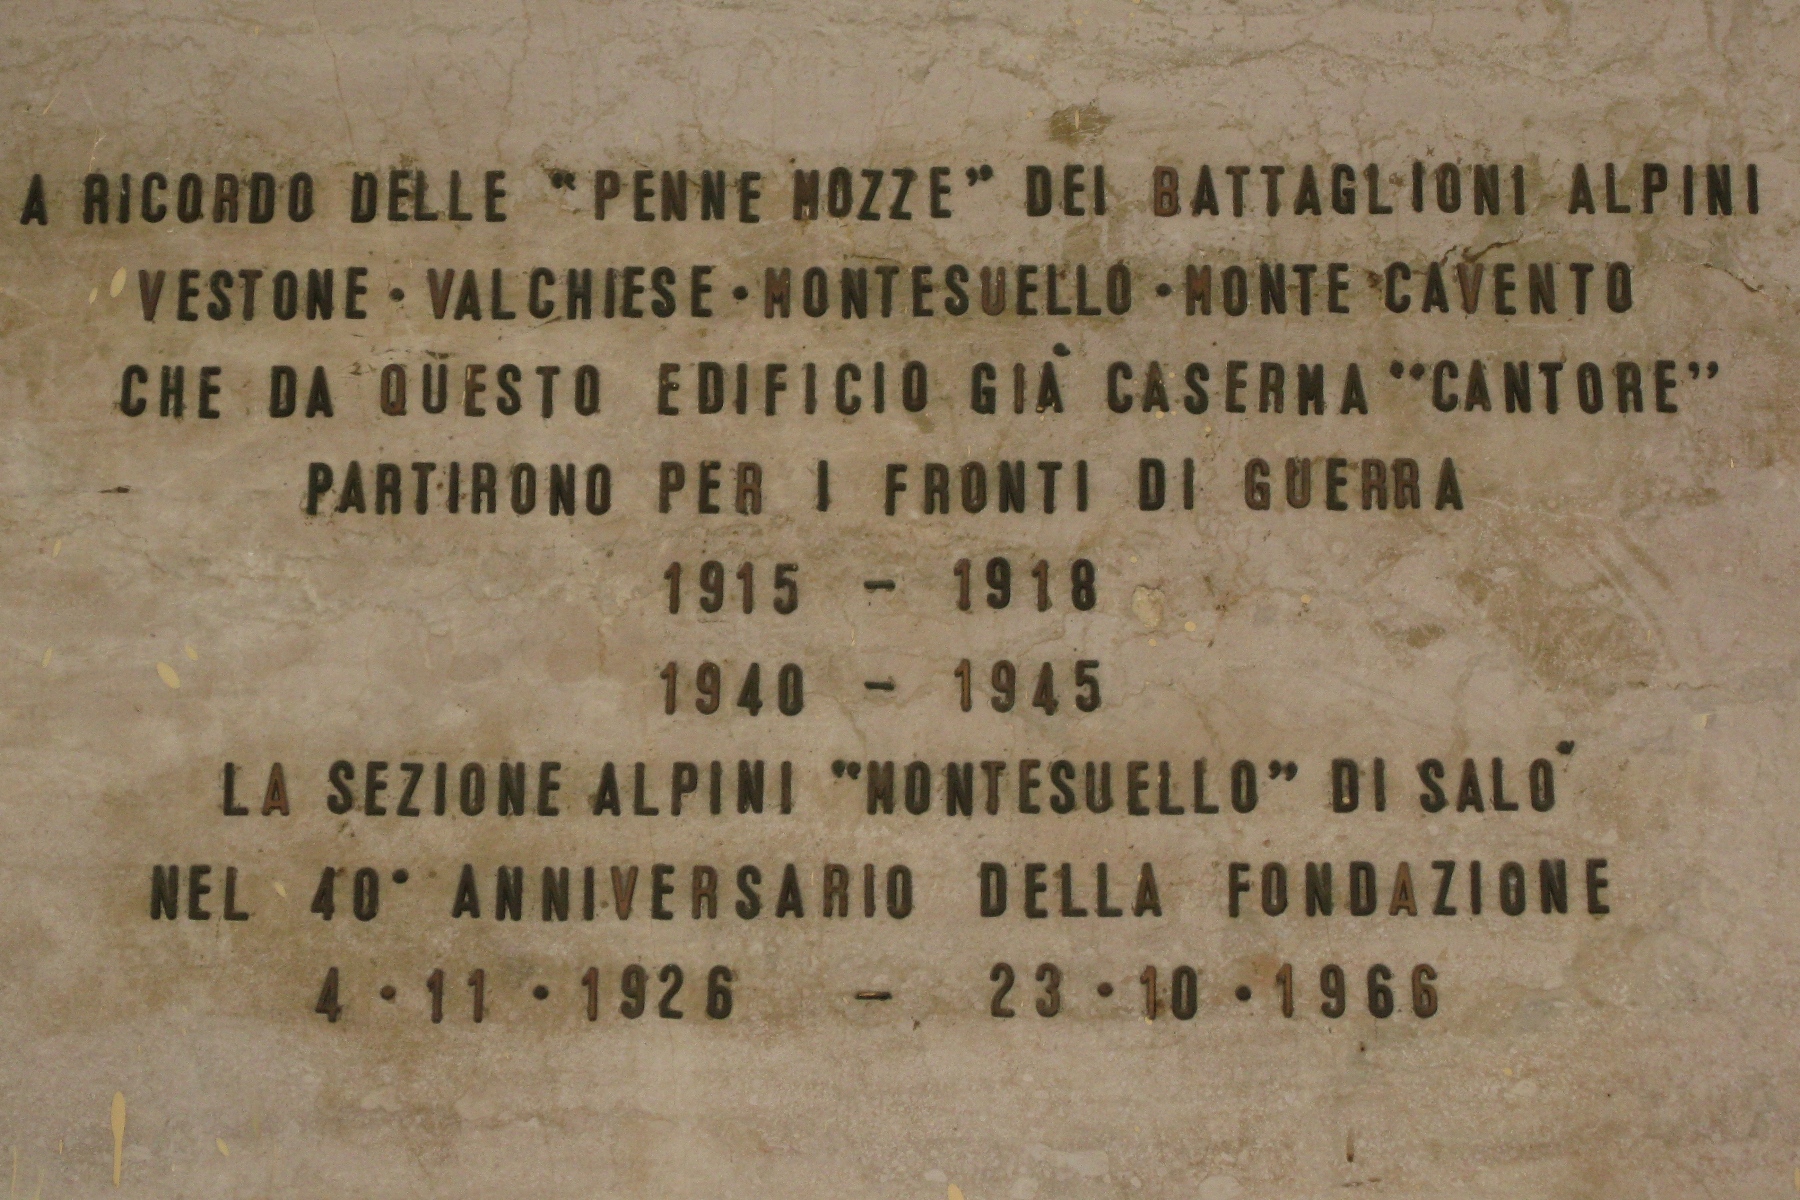 A RICORDO DELLE “PENNE MOZZE” DEI BATTAGLIONI ALPINI
VESTONE · VALCHIESE · MONTESUELLO · MONTE CAVENTO
CHE DA QUESTO EDIFICIO GIÀ CASERMA “CANTORE”
PARTIRONO PER I FRONTI DI GUERRA
1915 – 1918
1940 – 1945
LA SEZIONE ALPINI “MONTESUELLO” DI SALO'
NEL 40° ANNIVERSARIO DELLA FONDAZIONE
4 · 11 · 1926 – 23 · 10 · 1966